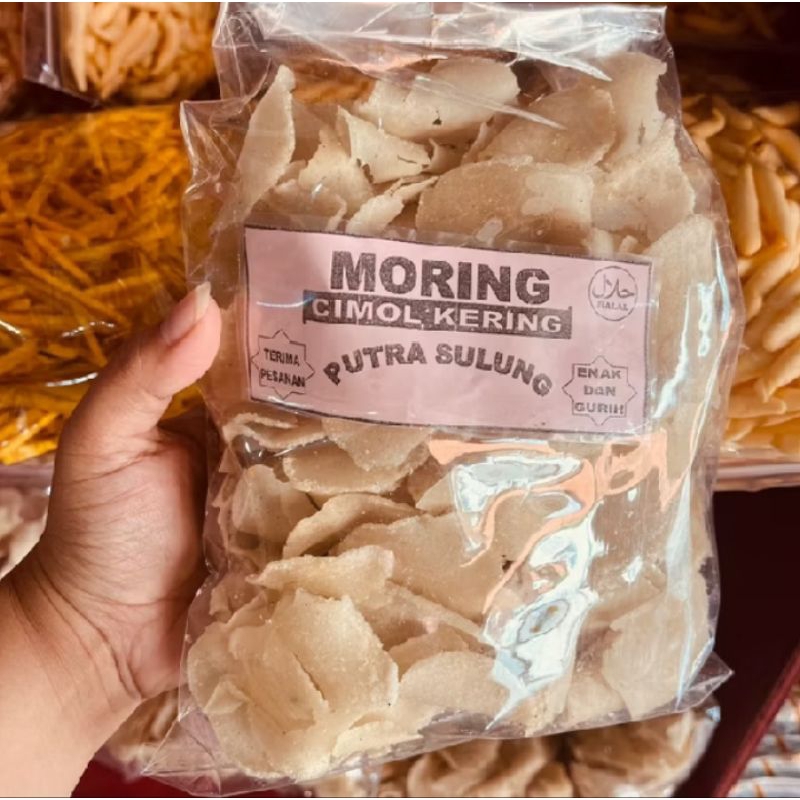 MORING
CIMOL KERING
PUTRA SULUNG
حلال
HALAL
TERIMA
PESANAN
ENAK
DAN
GURIH